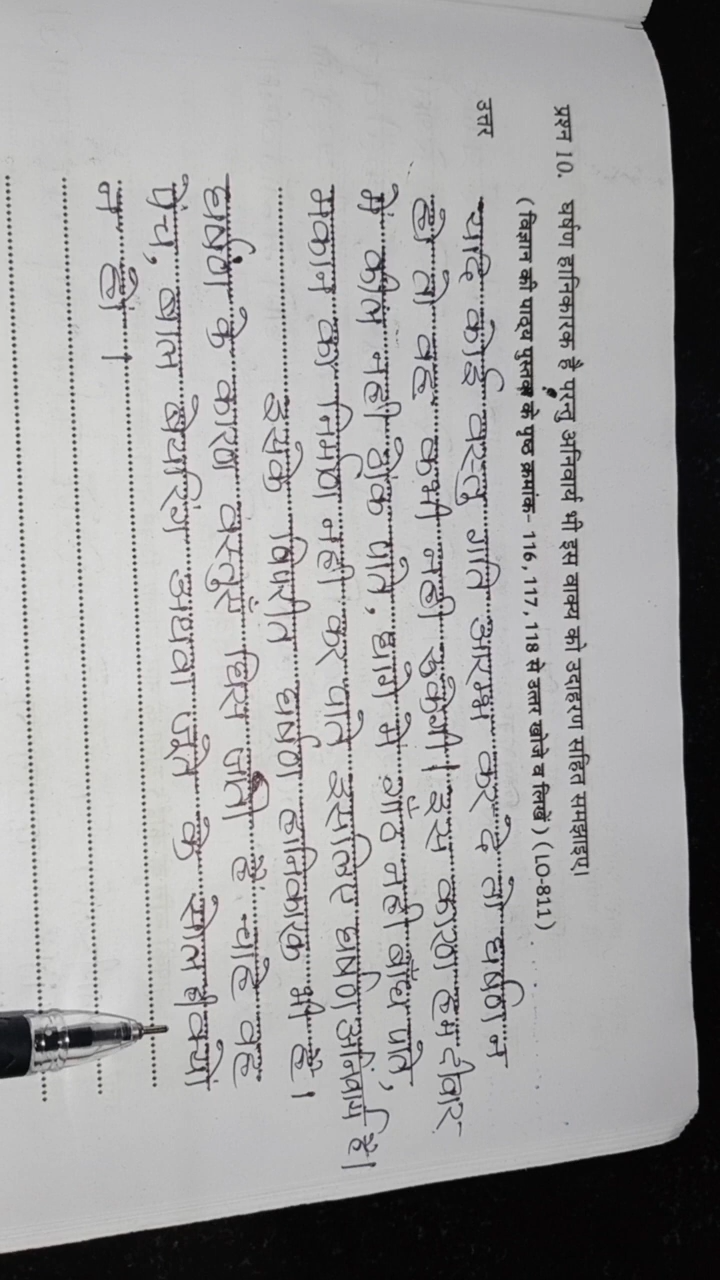 प्रश्न 10. घर्षण हानिकारक है परन्तु अनिवार्य भी इस वाक्य को उदाहरण सहित समझाइए।
(विज्ञान की पाठ्य पुस्तक के पृष्ठ क्रमांक- 116, 117, 118 से उत्तर खोजें व लिखें) (LO-811)
उत्तर यदि कोई वस्तु गति आरम्भ कर दे तो घर्षण न
हो तो वह कभी नही रुकेगी। इस कारण हम दीवार
में कील नही ठोक पाते, धागे मे गाँठ नही बाँध पाते,
मकान का निर्माण नही कर पाते इसलिए घर्षण अनिवार्य है।
इसके विपरीत घर्षण हानिकारक भी है।
घर्षण के कारण वस्तुएँ घिस जाती है चाहे वह
पेंच, बाल बेयरिंग अथवा जूते के सोल ही क्यों
न हो।